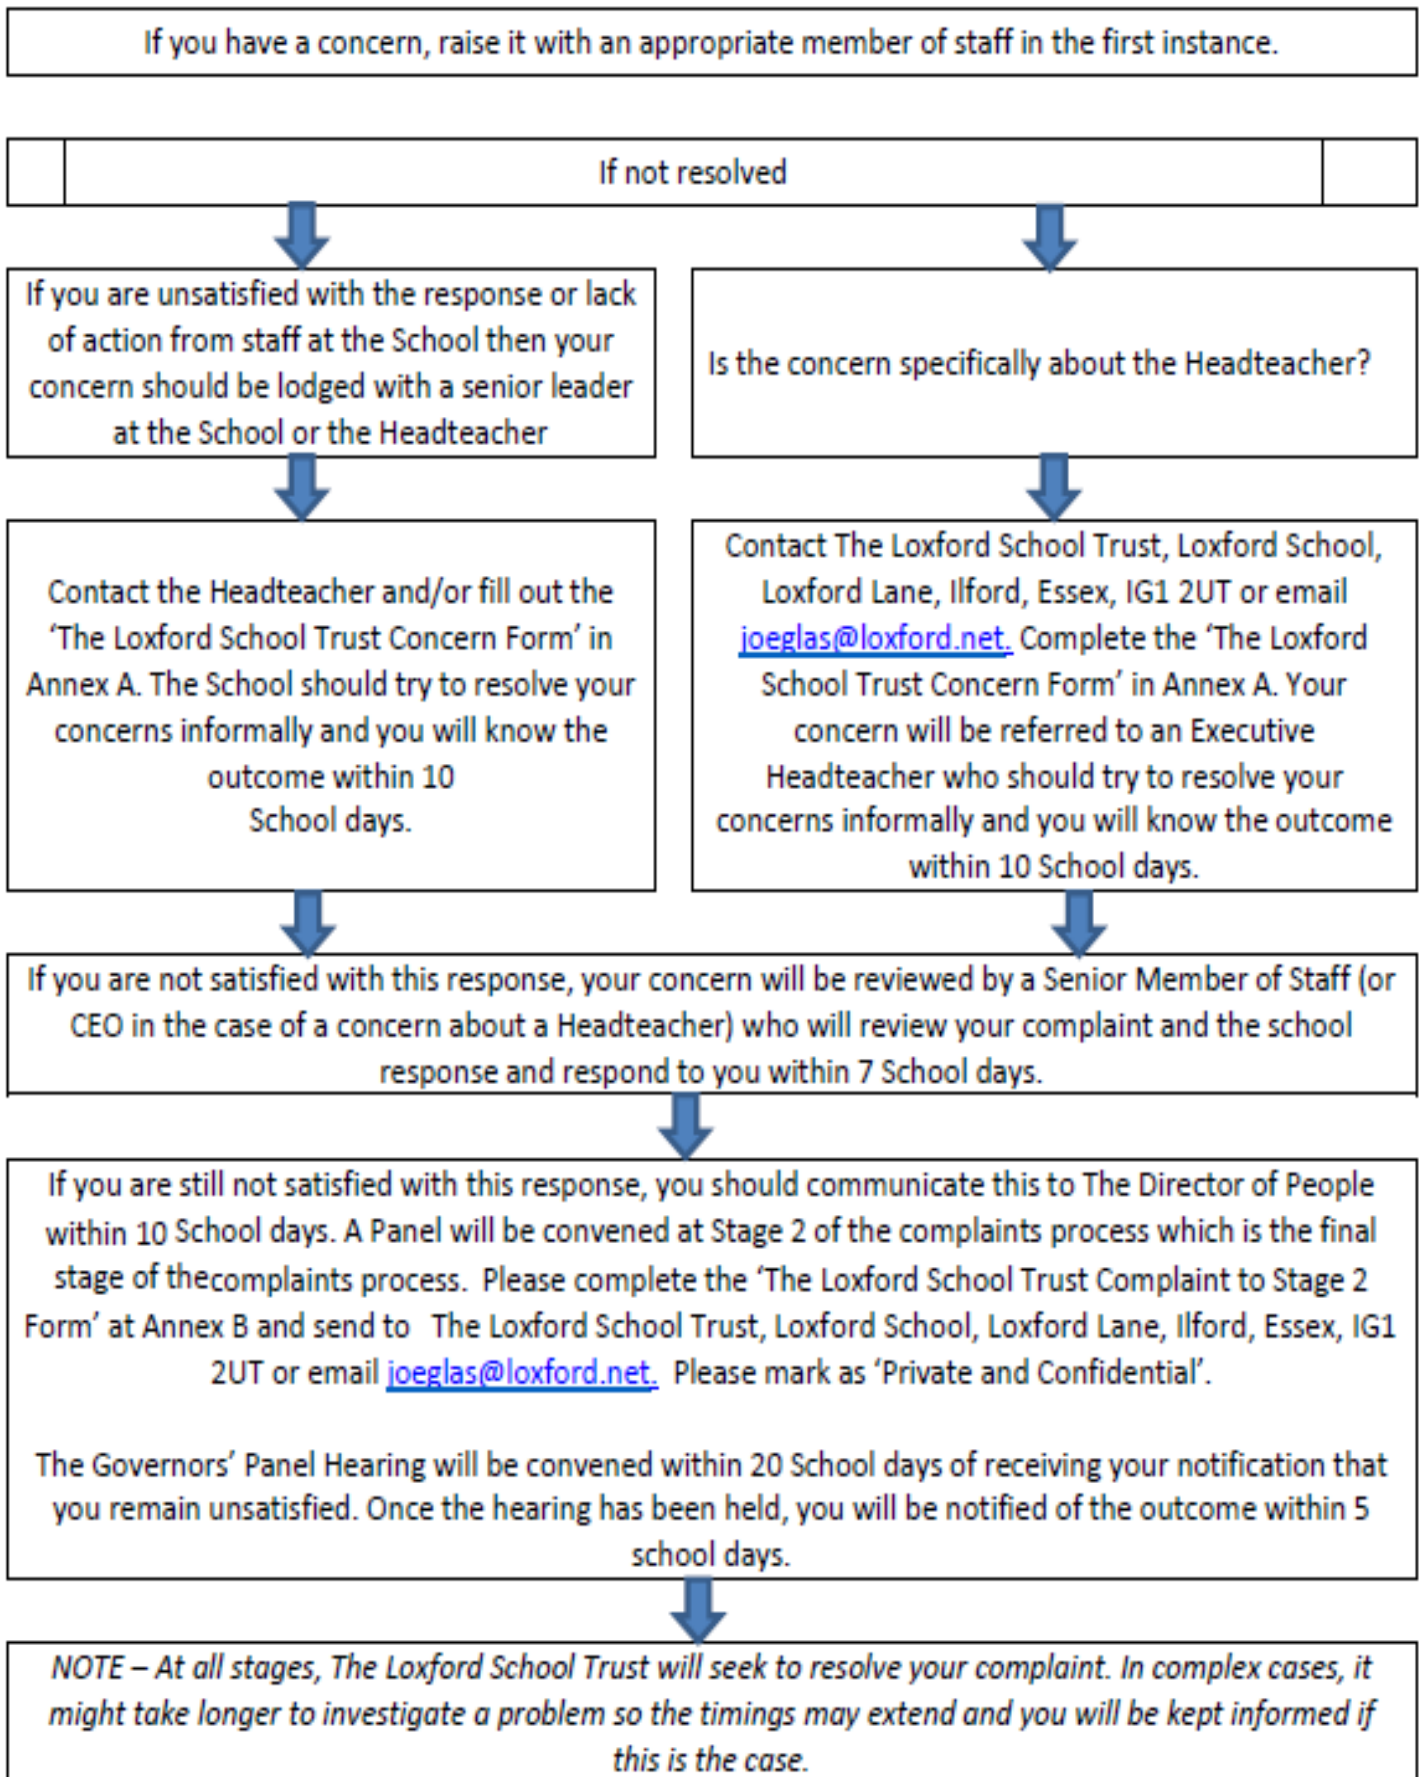 If you have a concern, raise it with an appropriate member of staff in the first instance.
If not resolved
If you are unsatisfied with the response or lack
of action from staff at the School then your
concern should be lodged with a senior leader
at the School or the Headteacher
Is the concern specifically about the Headteacher?
Contact the Headteacher and/or fill out the
‘The Loxford School Trust Concern Form’ in
Annex A. The School should try to resolve your
concerns informally and you will know the
outcome within 10
School days.
Contact The Loxford School Trust, Loxford School,
Loxford Lane, Ilford, Essex, IG1 2UT or email
joeglas@loxford.net. Complete the ‘The Loxford
School Trust Concern Form’ in Annex A. Your
concern will be referred to an Executive
Headteacher who should try to resolve your
concerns informally and you will know the outcome
within 10 School days.
If you are not satisfied with this response, your concern will be reviewed by a Senior Member of Staff (or
CEO in the case of a concern about a Headteacher) who will review your complaint and the school
response and respond to you within 7 School days.
If you are still not satisfied with this response, you should communicate this to The Director of People
within 10 School days. A Panel will be convened at Stage 2 of the complaints process which is the final
stage of thecomplaints process. Please complete the ‘The Loxford School Trust Complaint to Stage 2
Form’ at Annex B and send to The Loxford School Trust, Loxford School, Loxford Lane, Ilford, Essex, IG1
2UT or email joeglas@loxford.net. Please mark as ‘Private and Confidential’.
The Governors’ Panel Hearing will be convened within 20 School days of receiving your notification that
you remain unsatisfied. Once the hearing has been held, you will be notified of the outcome within 5
school days.
NOTE – At all stages, The Loxford School Trust will seek to resolve your complaint. In complex cases, it
might take longer to investigate a problem so the timings may extend and you will be kept informed if
this is the case.